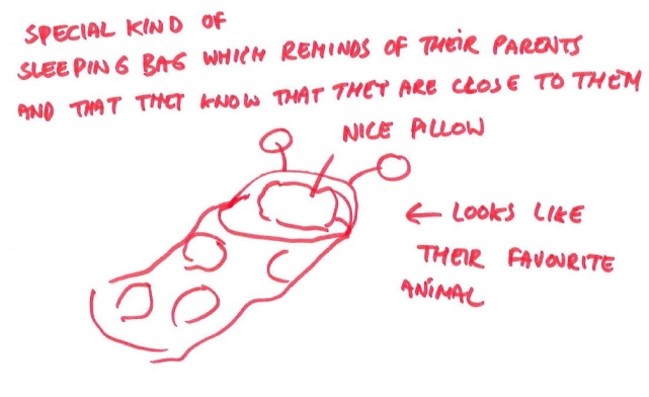 SPECIAL KIND OF
SLEEPING BAG WHICH REMINDS OF THEIR PARENTS
AND THAT THEY KNOW THAT THEY ARE CLOSE TO THEM
NICE PILLOW
← LOOKS LIKE
THEIR FAVOURITE
ANIMAL